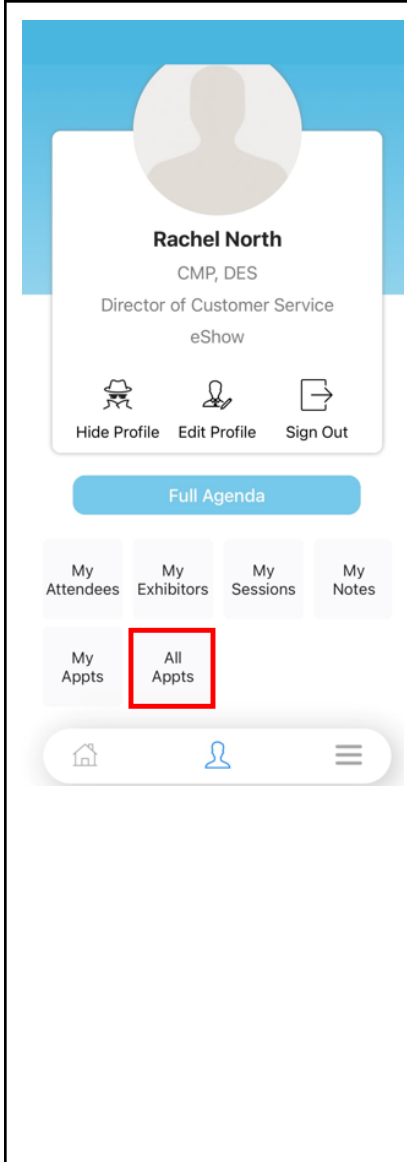 Rachel North
CMP, DES
Director of Customer Service
eShow
Hide Profile Edit Profile Sign Out
Full Agenda
My My My My
Attendees Exhibitors Sessions Notes
My All
Appts Appts